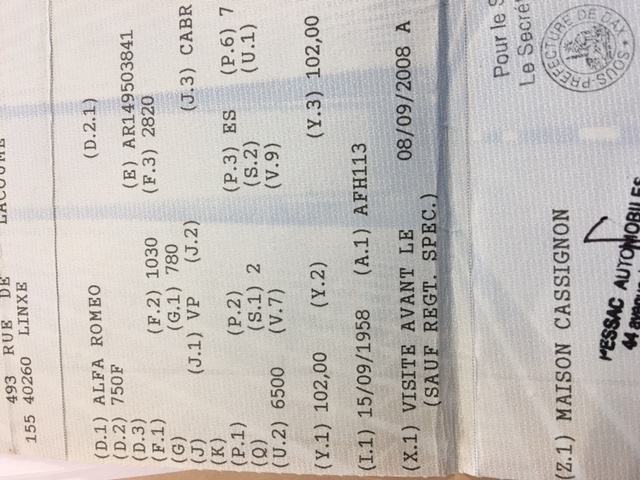 493 RUE DE LACOUME
155 40260 LINXE
(D.1) ALFA ROMEO (D.2.1)
(D.2) 750F
(D.3) (E) AR149503841
(F.1) (F.2) 1030 (F.3) 2820
(G) (G.1) 780
(J) (J.1) VP (J.2) (J.3) CABR
(K)
(P.1) (P.2) (P.3) ES (P.6) 7
(Q) (S.1) 2 (S.2) (U.1)
(U.2) 6500 (V.7) (V.9)
(Y.1) 102,00 (Y.2) (Y.3) 102,00
(I.1) 15/09/1958 (A.1) AFH113
(X.1) VISITE AVANT LE 08/09/2008 A
(SAUF REGT. SPEC.)
Pour le S
Le Secrét
SOUS-PREFECTURE DE DAX
(Z.1) MAISON CASSIGNON
PESSAC AUTOMOBILES